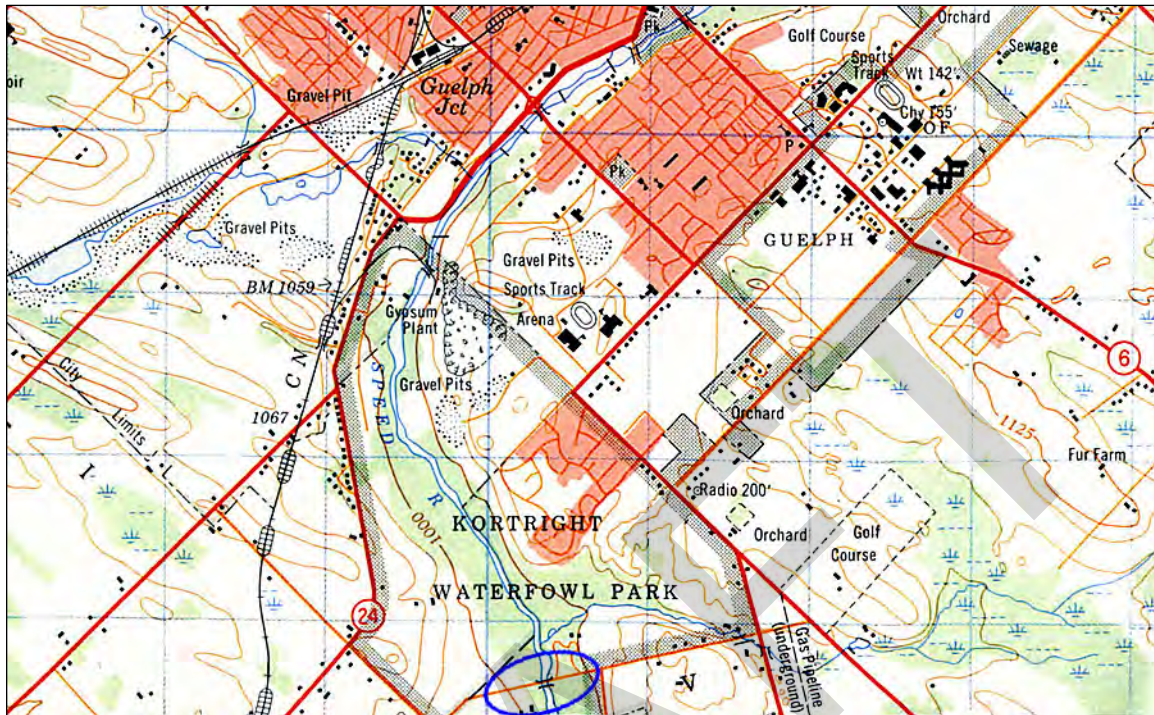 Pk
Golf Course
Orchard
Sports
Track
Wt 142'
Sewage
oir
Gravel Pit
Guelph
Jct
Chy 155'
OF
P
Pk
Gravel Pits
GUELPH
BM 1059
Gravel Pits
Sports Track
Arena
Gypsum
Plant
6
CN
SPEED
R
Gravel Pits
City
Limits
1067
Orchard
1125
Fur Farm
I
Radio 200'
1000
KORTRIGHT
Orchard
Golf
Course
WATERFOWL PARK
24
Gas Pipeline
(underground)
V